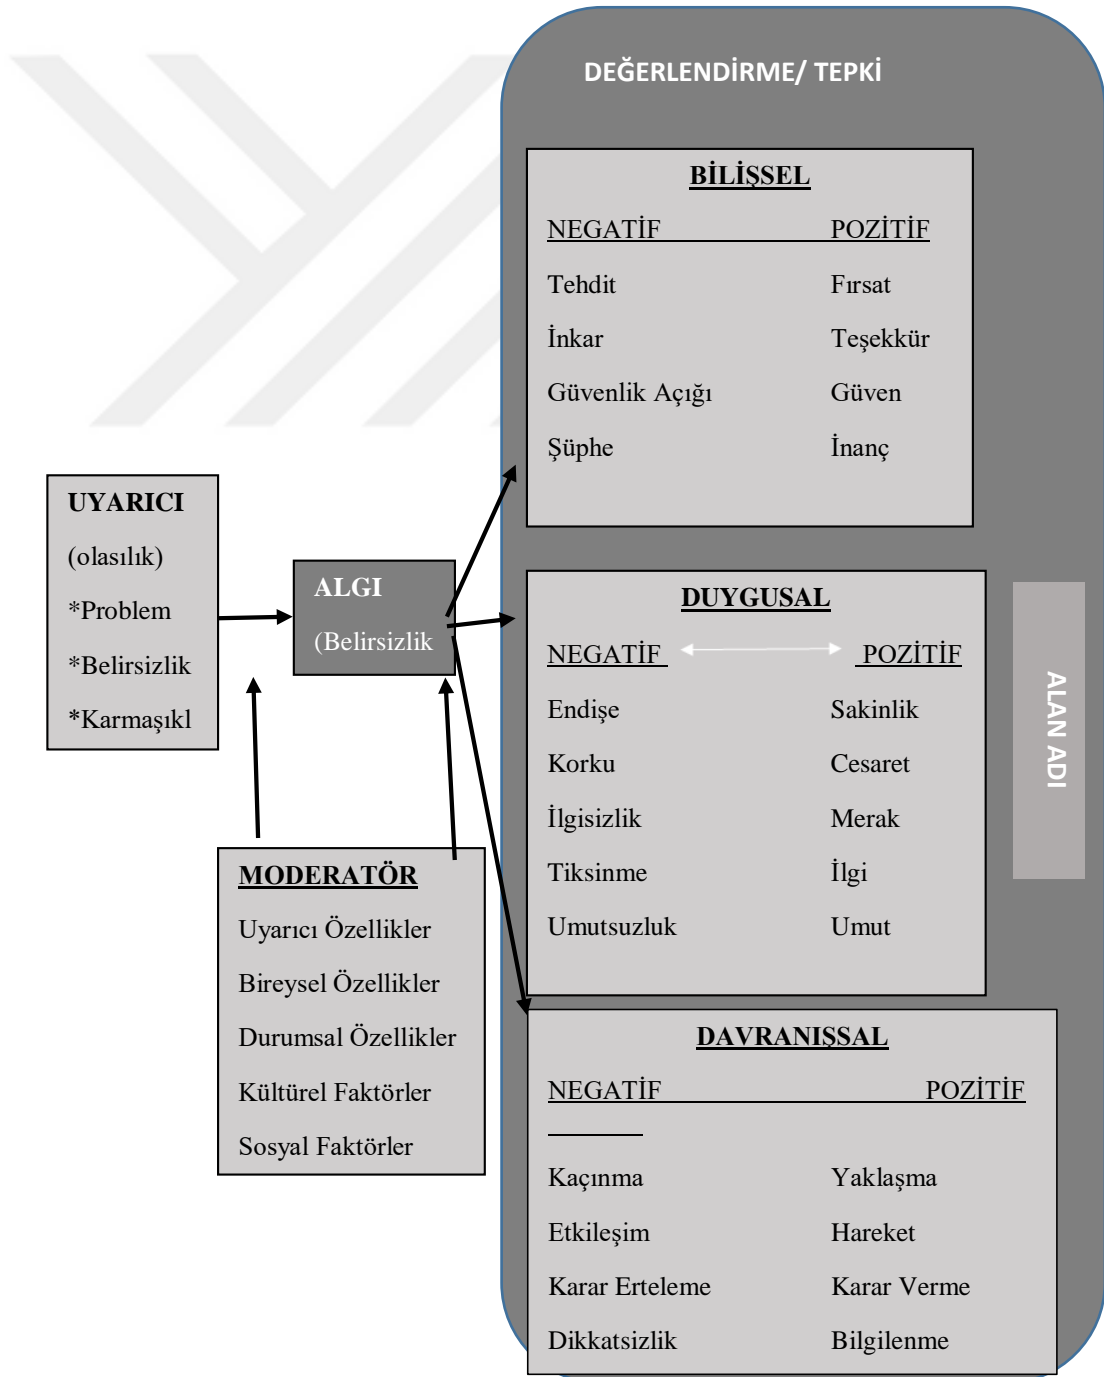 DEĞERLENDİRME/ TEPKİ
BİLİŞSEL
NEGATİF POZİTİF
Tehdit Fırsat
İnkar Teşekkür
Güvenlik Açığı Güven
Şüphe İnanç
UYARICI
(olasılık)
*Problem
*Belirsizlik
*Karmaşıkl
ALGI
(Belirsizlik
DUYGUSAL
NEGATİF POZİTİF
Endişe Sakinlik
Korku Cesaret
İlgisizlik Merak
Tiksinme İlgi
Umutsuzluk Umut
ALAN ADI
MODERATÖR
Uyarıcı Özellikler
Bireysel Özellikler
Durumsal Özellikler
Kültürel Faktörler
Sosyal Faktörler
DAVRANIŞSAL
NEGATİF POZİTİF
Kaçınma Yaklaşma
Etkileşim Hareket
Karar Erteleme Karar Verme
Dikkatsizlik Bilgilenme